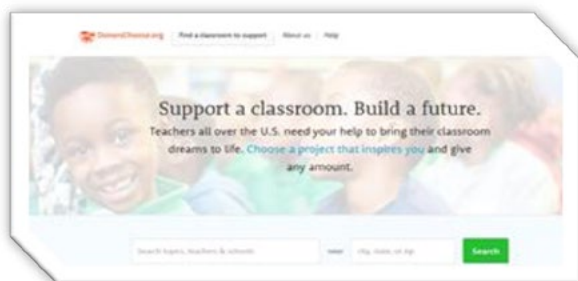 DonorsChoose.org Find a classroom to support About us Help
Support a classroom. Build a future.
Teachers all over the U.S. need your help to bring their classroom
dreams to life. Choose a project that inspires you and give
any amount.
Search topics, teachers & schools near city, state, or zip Search